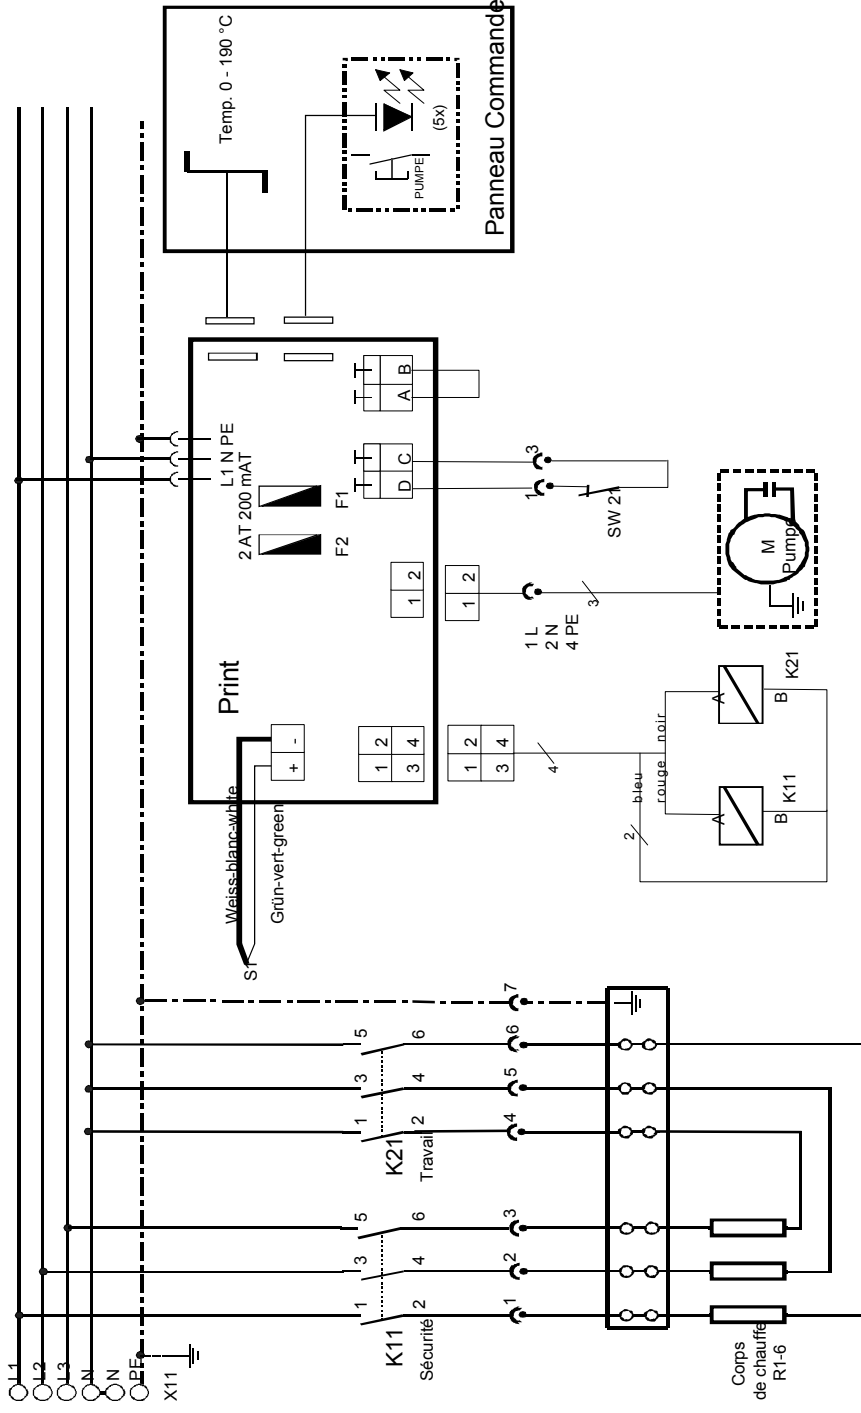 L1
L2
L3
N
N
PE
X11
1
3
5
2
4
6
K11
Sécurité
1
3
5
2
4
6
K21
Travail
1
2
3
4
5
6
7
Corps
de chauffe
R1-6
S1
Weiss-blanc-white
Grün-vert-green
+ -
Print
1 2
3 4
1 2
3 4
4
2
bleu
rouge noir
A
B
K11
A
B
K21
1 2
1 2
1 L
2 N
4 PE
3
M
Pumpe
2 AT 200 mAT
F2
F1
L1 N PE
D C
A B
1
3
SW 21
Temp. 0 - 190 °C
PUMPE
(5x)
Panneau Commande